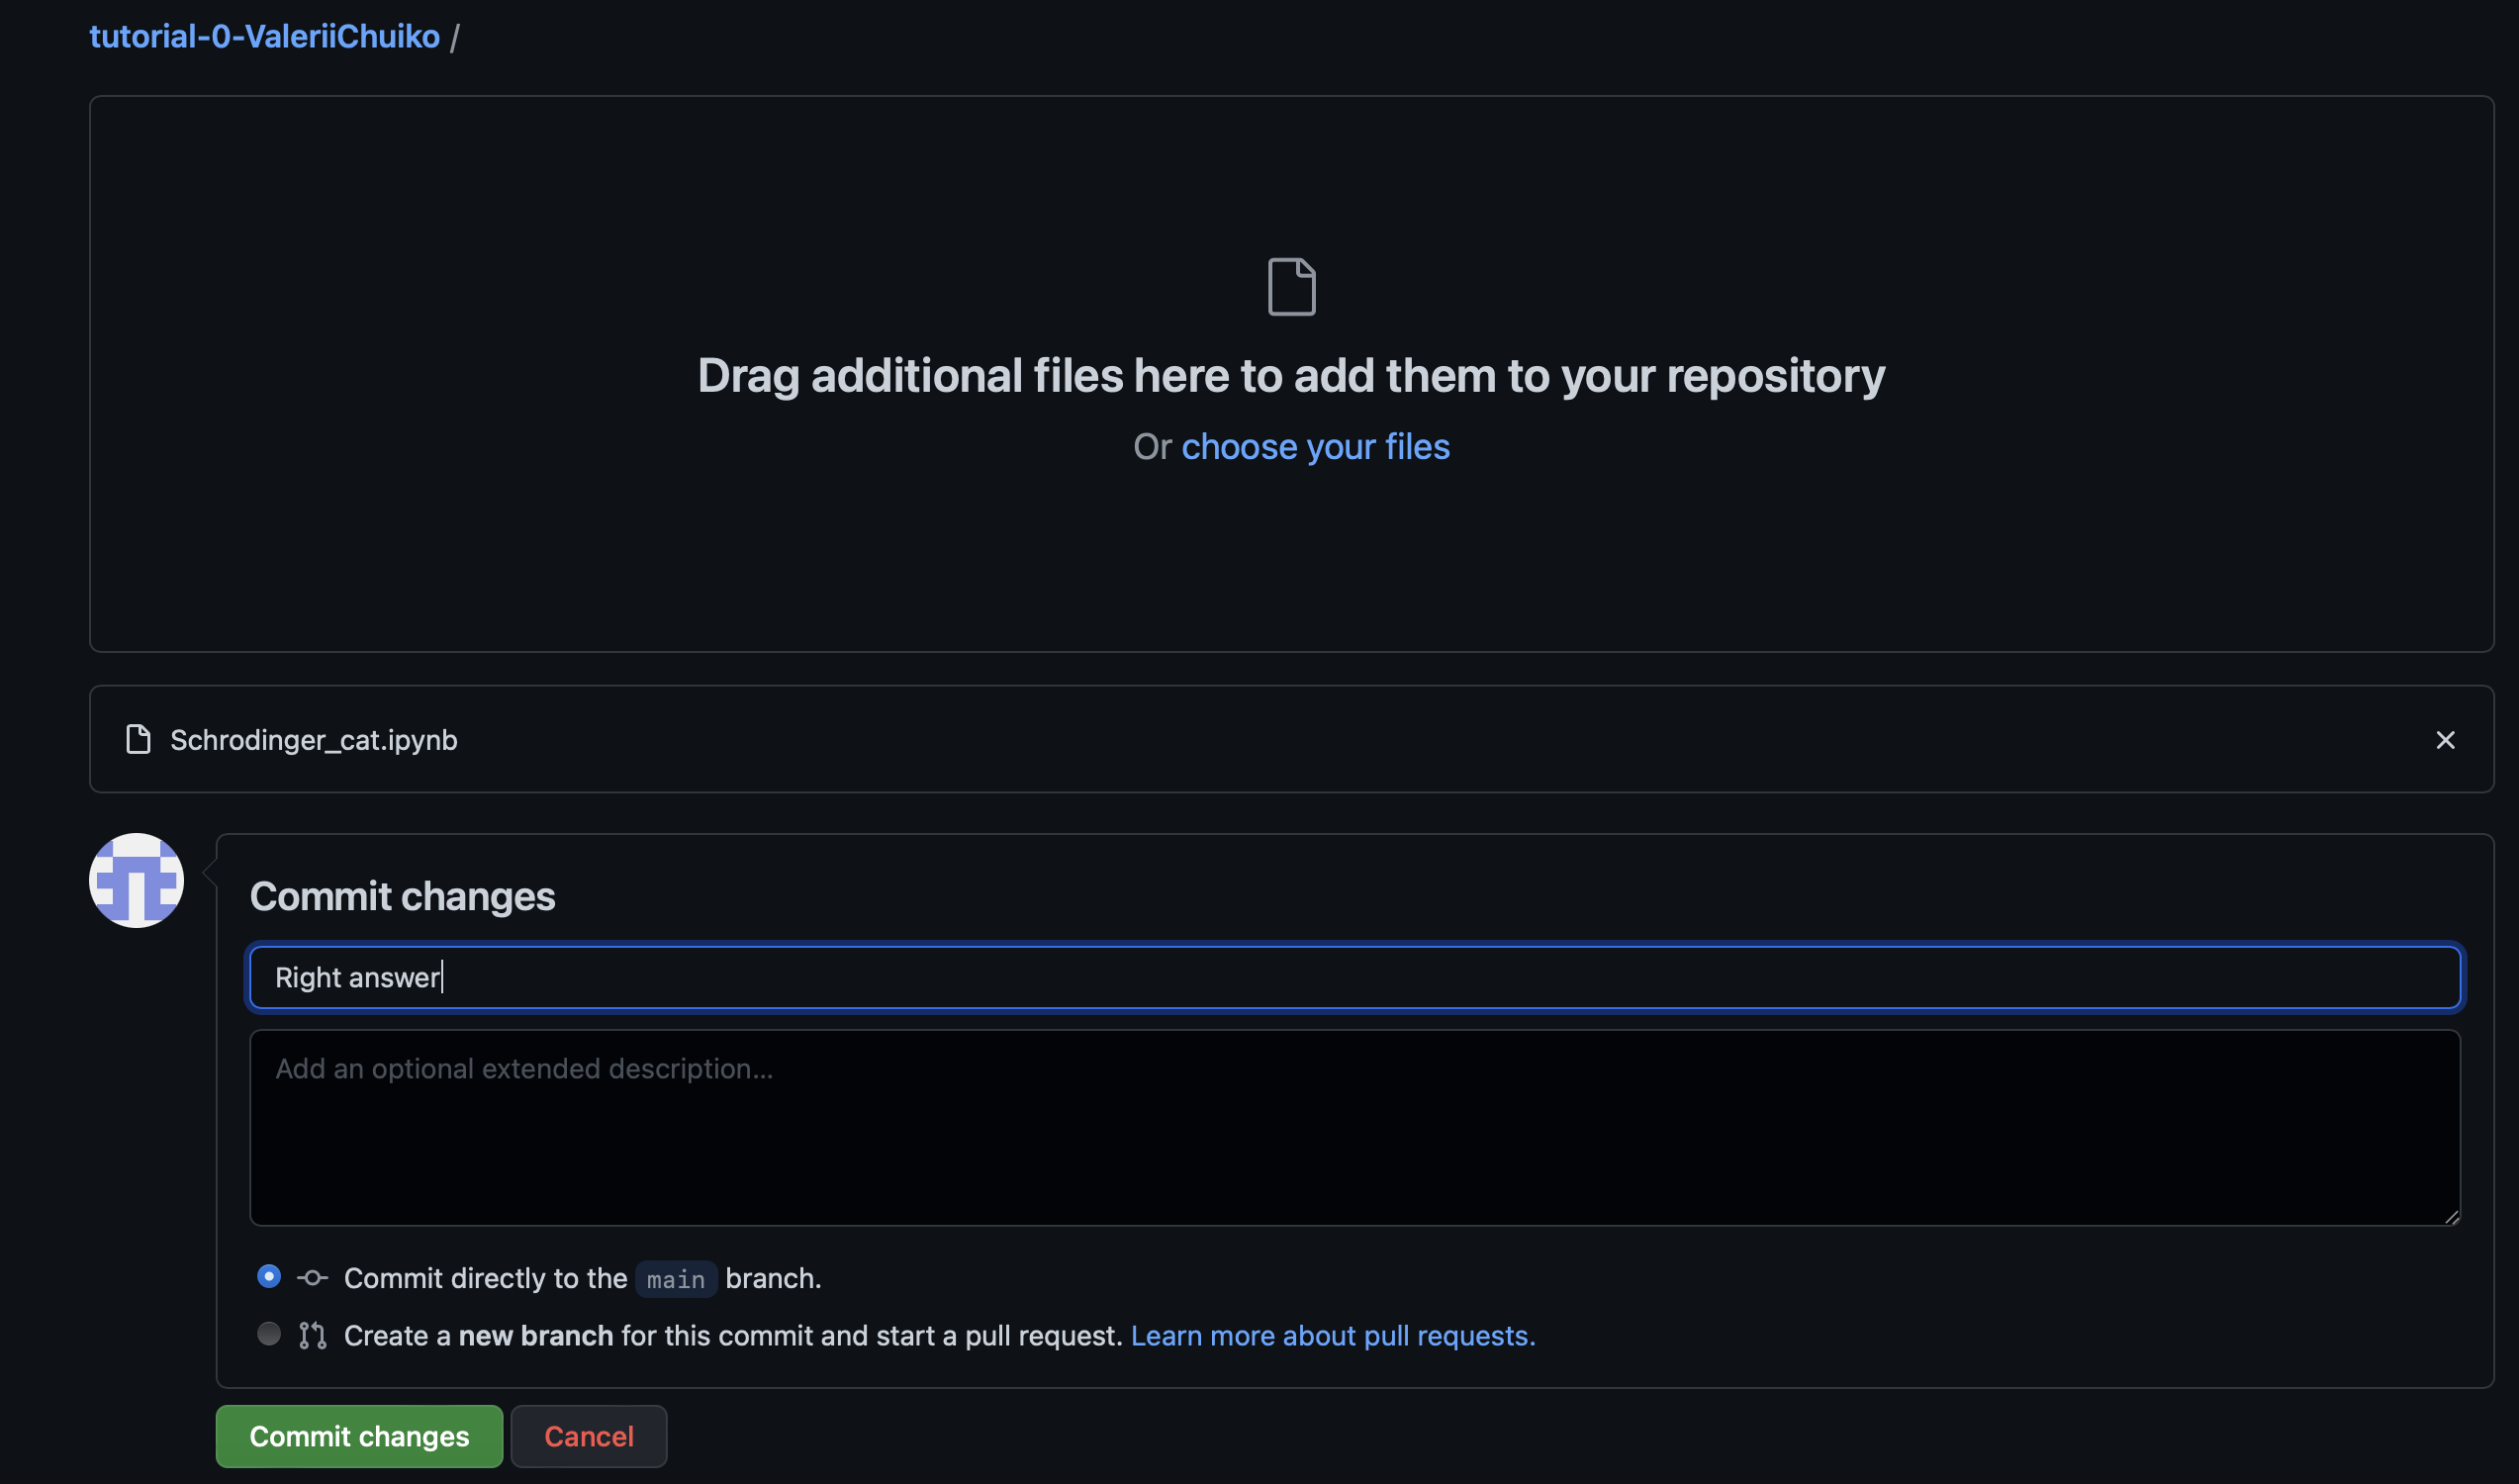 tutorial-0-ValeriiChuiko /
Drag additional files here to add them to your repository
Or choose your files
Schrodinger_cat.ipynb
Commit changes
Right answer
Add an optional extended description...
Commit directly to the main branch.
Create a new branch for this commit and start a pull request. Learn more about pull requests.
Commit changes Cancel